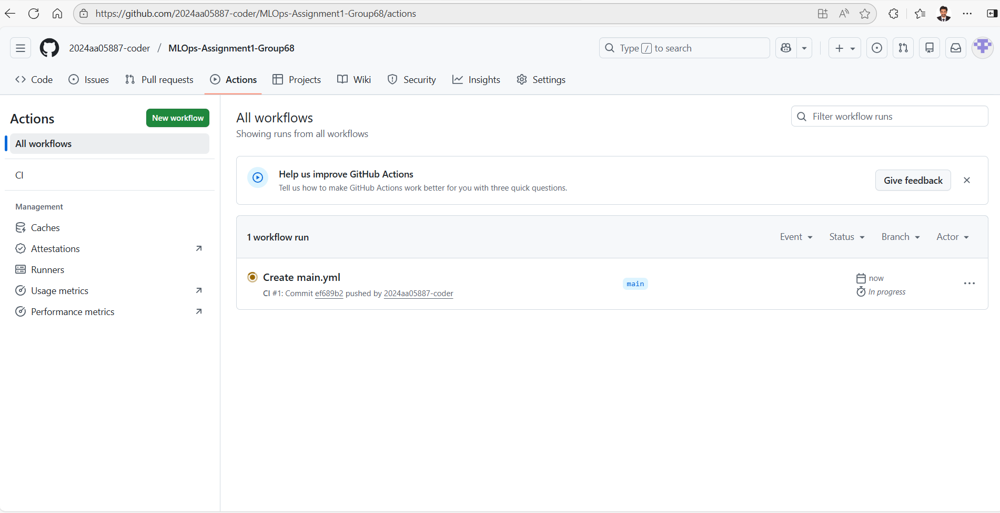 https://github.com/2024aa05887-coder/MLOps-Assignment1-Group68/actions
2024aa05887-coder / MLOps-Assignment1-Group68
Type / to search
Code
Issues
Pull requests
Actions
Projects
Wiki
Security
Insights
Settings
Actions
New workflow
All workflows
CI
Management
Caches
Attestations
Runners
Usage metrics
Performance metrics
All workflows
Showing runs from all workflows
Filter workflow runs
Help us improve GitHub Actions
Tell us how to make GitHub Actions work better for you with three quick questions.
Give feedback
1 workflow run
Event
Status
Branch
Actor
Create main.yml
CI #1: Commit ef689b2 pushed by 2024aa05887-coder
main
now
In progress